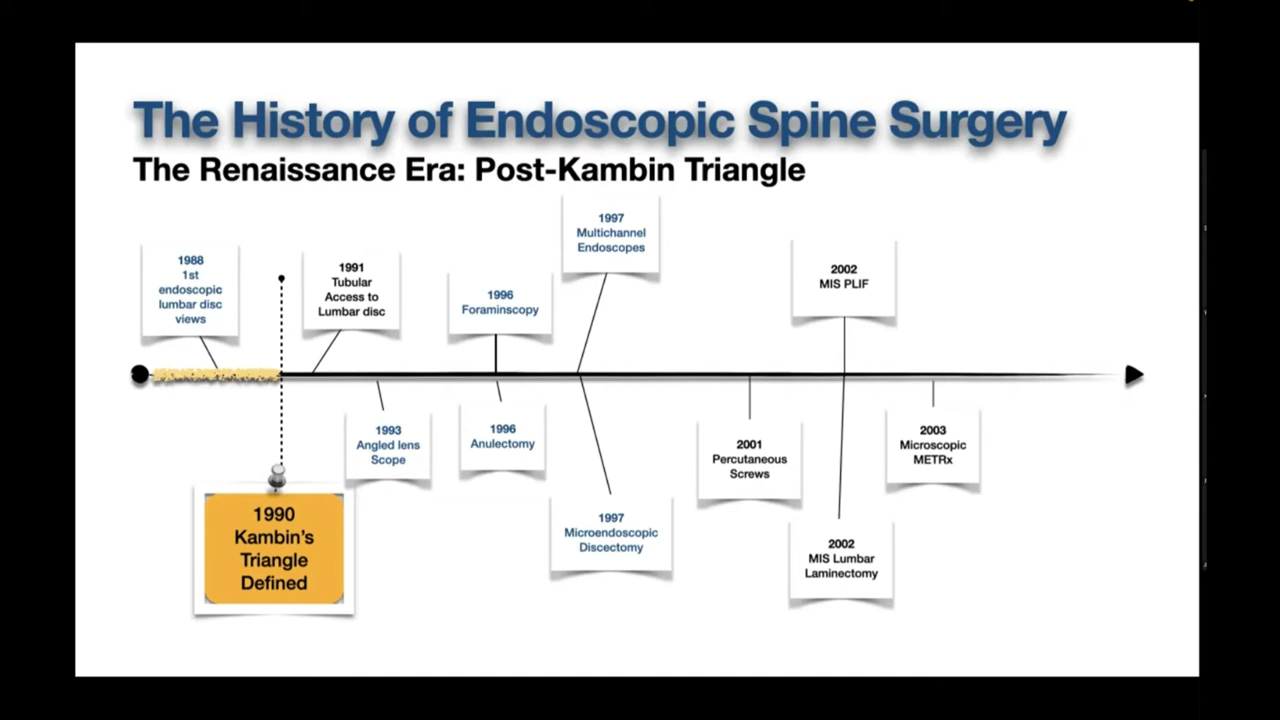 The History of Endoscopic Spine Surgery
The Renaissance Era: Post-Kambin Triangle
1988
1st
endoscopic
lumbar disc
views
1991
Tubular
Access to
Lumbar disc
1996
Foraminscopy
1997
Multichannel
Endoscopes
2002
MIS PLIF
1990
Kambin's
Triangle
Defined
1993
Angled lens
Scope
1996
Anulectomy
1997
Microendoscopic
Discectomy
2001
Percutaneous
Screws
2002
MIS Lumbar
Laminectomy
2003
Microscopic
METRx